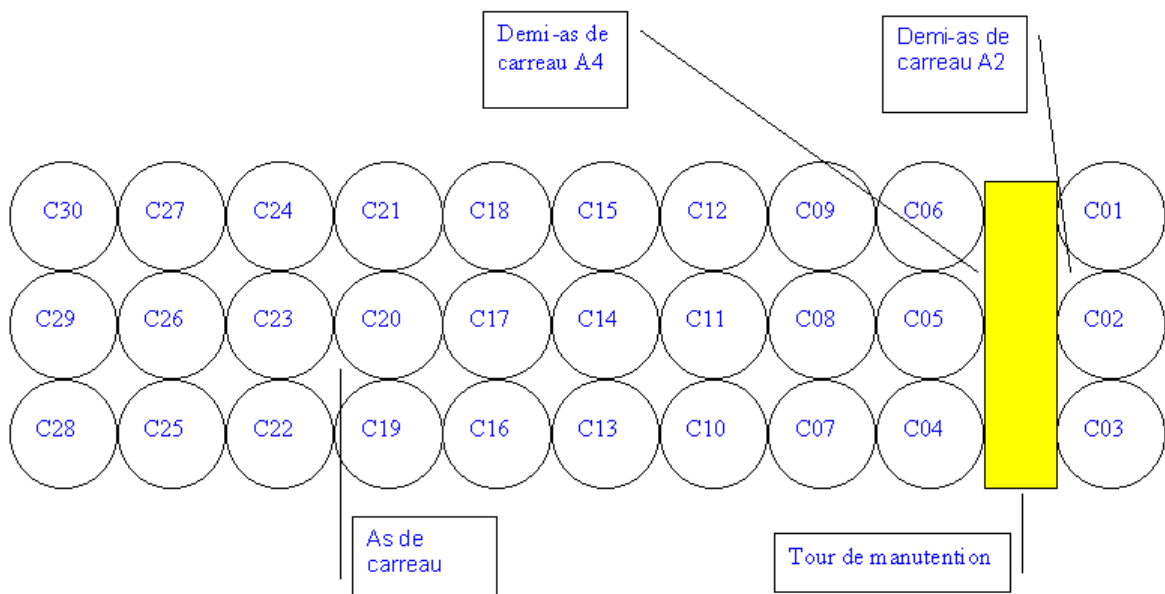 Demi-as de
carreau A4
Demi-as de
carreau A2
C30 C27 C24 C21 C18 C15 C12 C09 C06 C01
C29 C26 C23 C20 C17 C14 C11 C08 C05 C02
C28 C25 C22 C19 C16 C13 C10 C07 C04 C03
As de
carreau
Tour de manutention